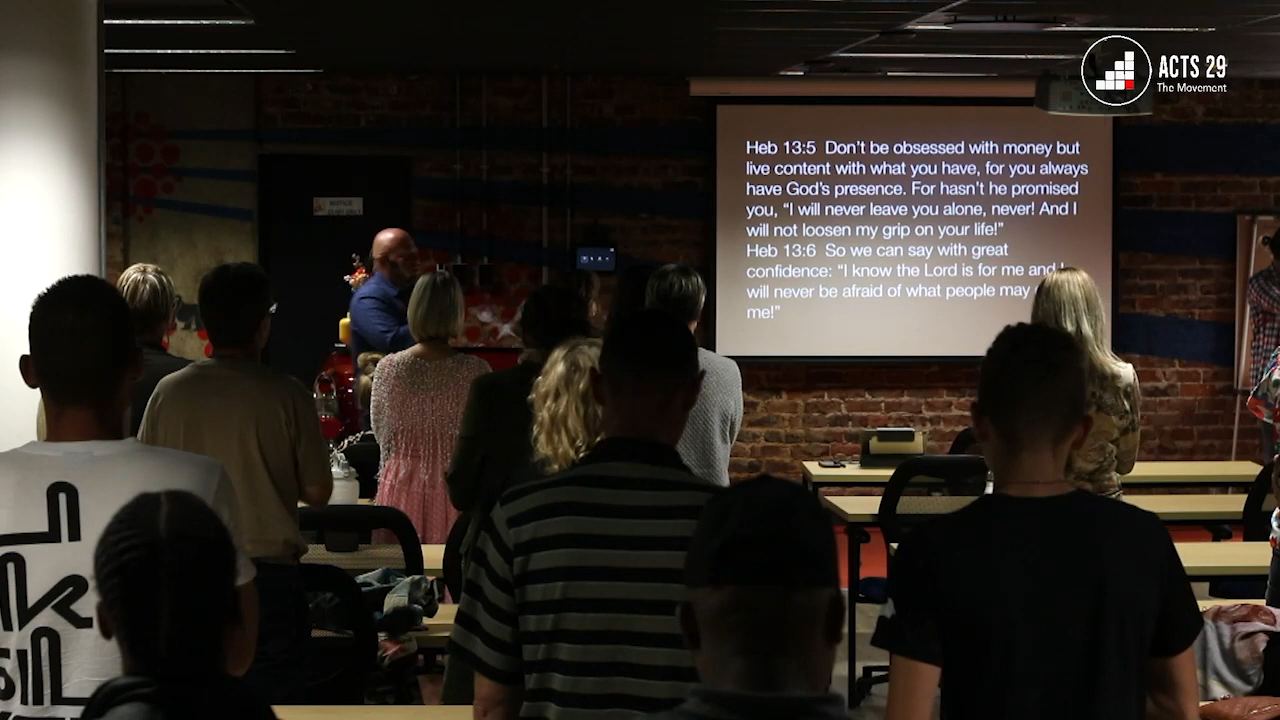 ACTS 29
The Movement
Heb 13:5 Don't be obsessed with money but
live content with what you have, for you always
have God's presence. For hasn't he promised
you, "I will never leave you alone, never! And I
will not loosen my grip on your life!"
Heb 13:6 So we can say with great
confidence: "I know the Lord is for me and I
will never be afraid of what people may
me!"